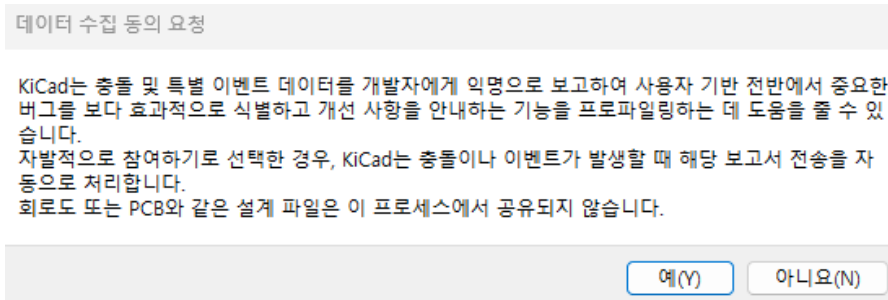 데이터 수집 동의 요청
KiCad는 충돌 및 특별 이벤트 데이터를 개발자에게 익명으로 보고하여 사용자 기반 전반에서 중요한
버그를 보다 효과적으로 식별하고 개선 사항을 안내하는 기능을 프로파일링하는 데 도움을 줄 수 있
습니다.
자발적으로 참여하기로 선택한 경우, KiCad는 충돌이나 이벤트가 발생할 때 해당 보고서 전송을 자
동으로 처리합니다.
회로도 또는 PCB와 같은 설계 파일은 이 프로세스에서 공유되지 않습니다.
예(Y) 아니요(N)